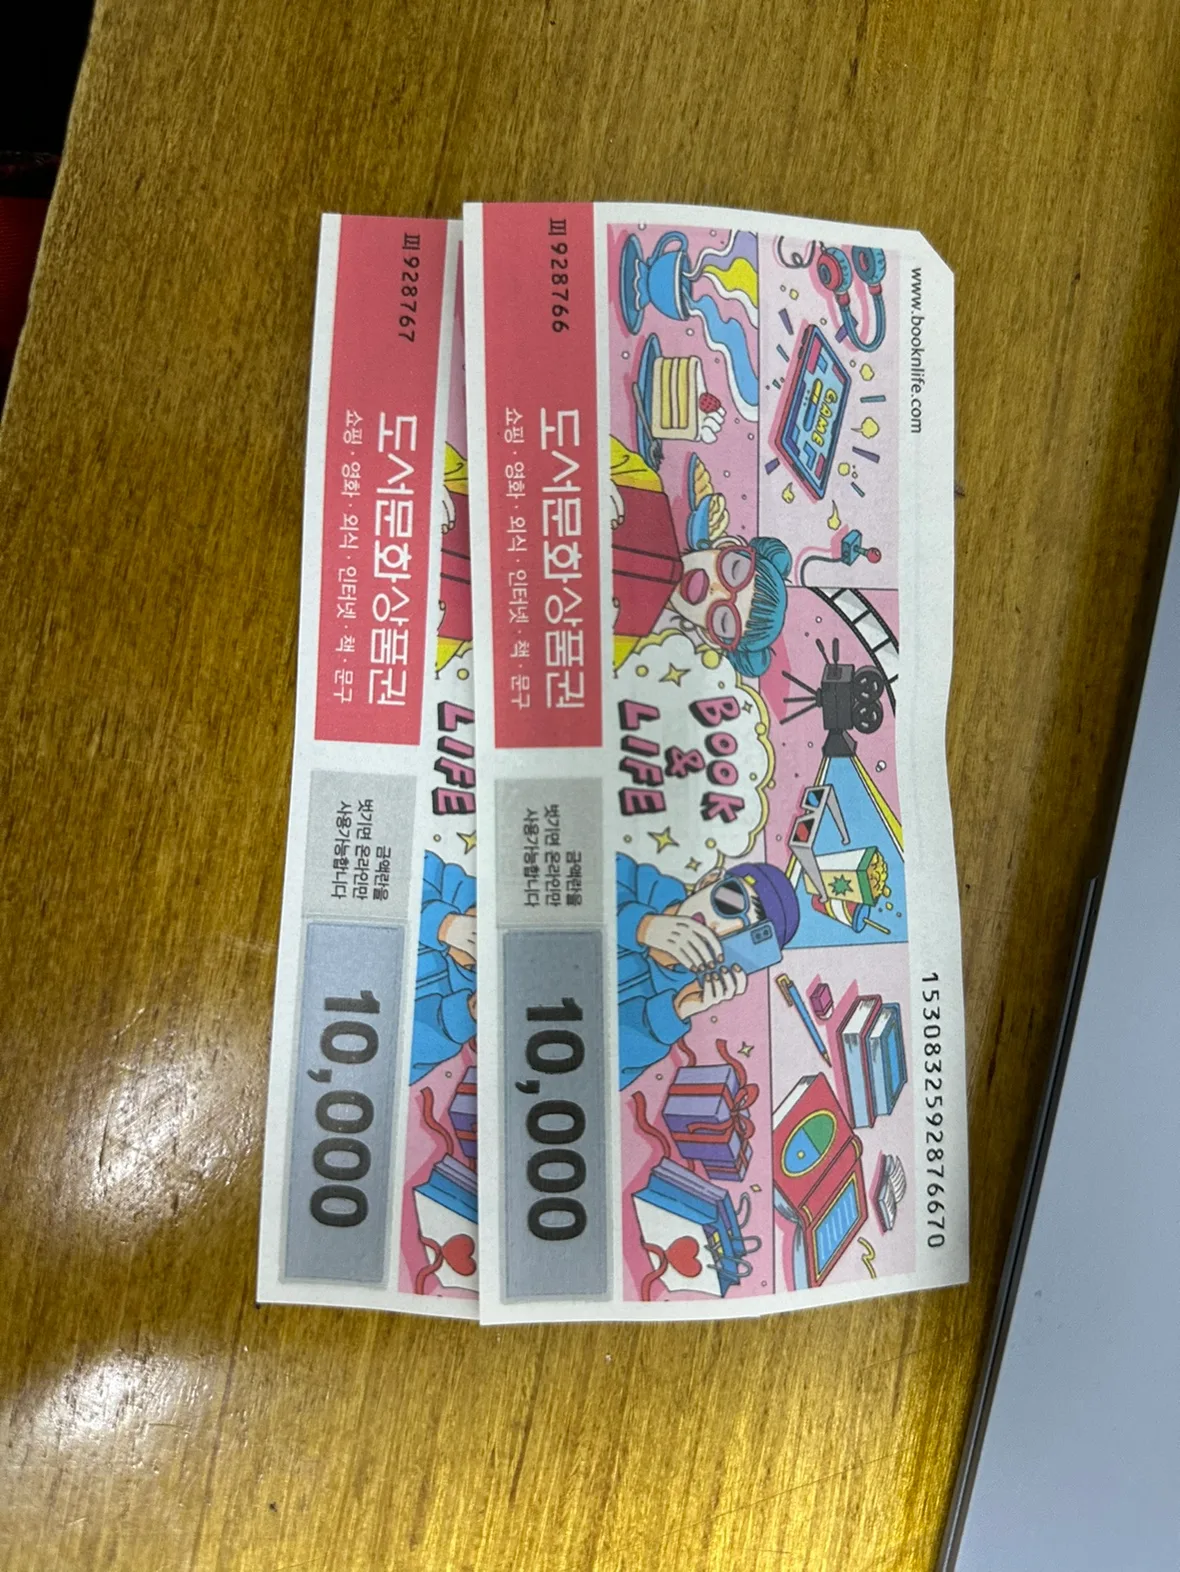 www.booknlife.com
1530832592876670
GAME
BOOK
&
LIFE
피 928766
도서문화상품권
쇼핑 · 영화 · 외식 · 인터넷 · 책 · 문구
금액란을
벗기면 온라인만
사용가능합니다
10,000
LIFE
피 928767
도서문화상품권
쇼핑 · 영화 · 외식 · 인터넷 · 책 · 문구
금액란을
벗기면 온라인만
사용가능합니다
10,000